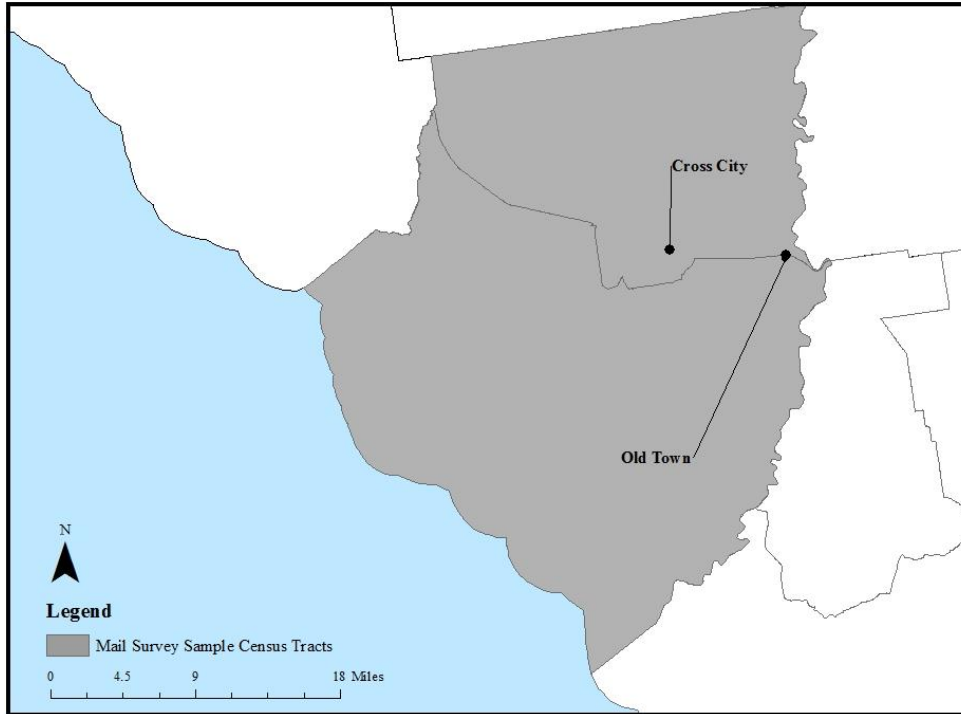 Cross City
Old Town
N
Legend
Mail Survey Sample Census Tracts
0 4.5 9 18 Miles